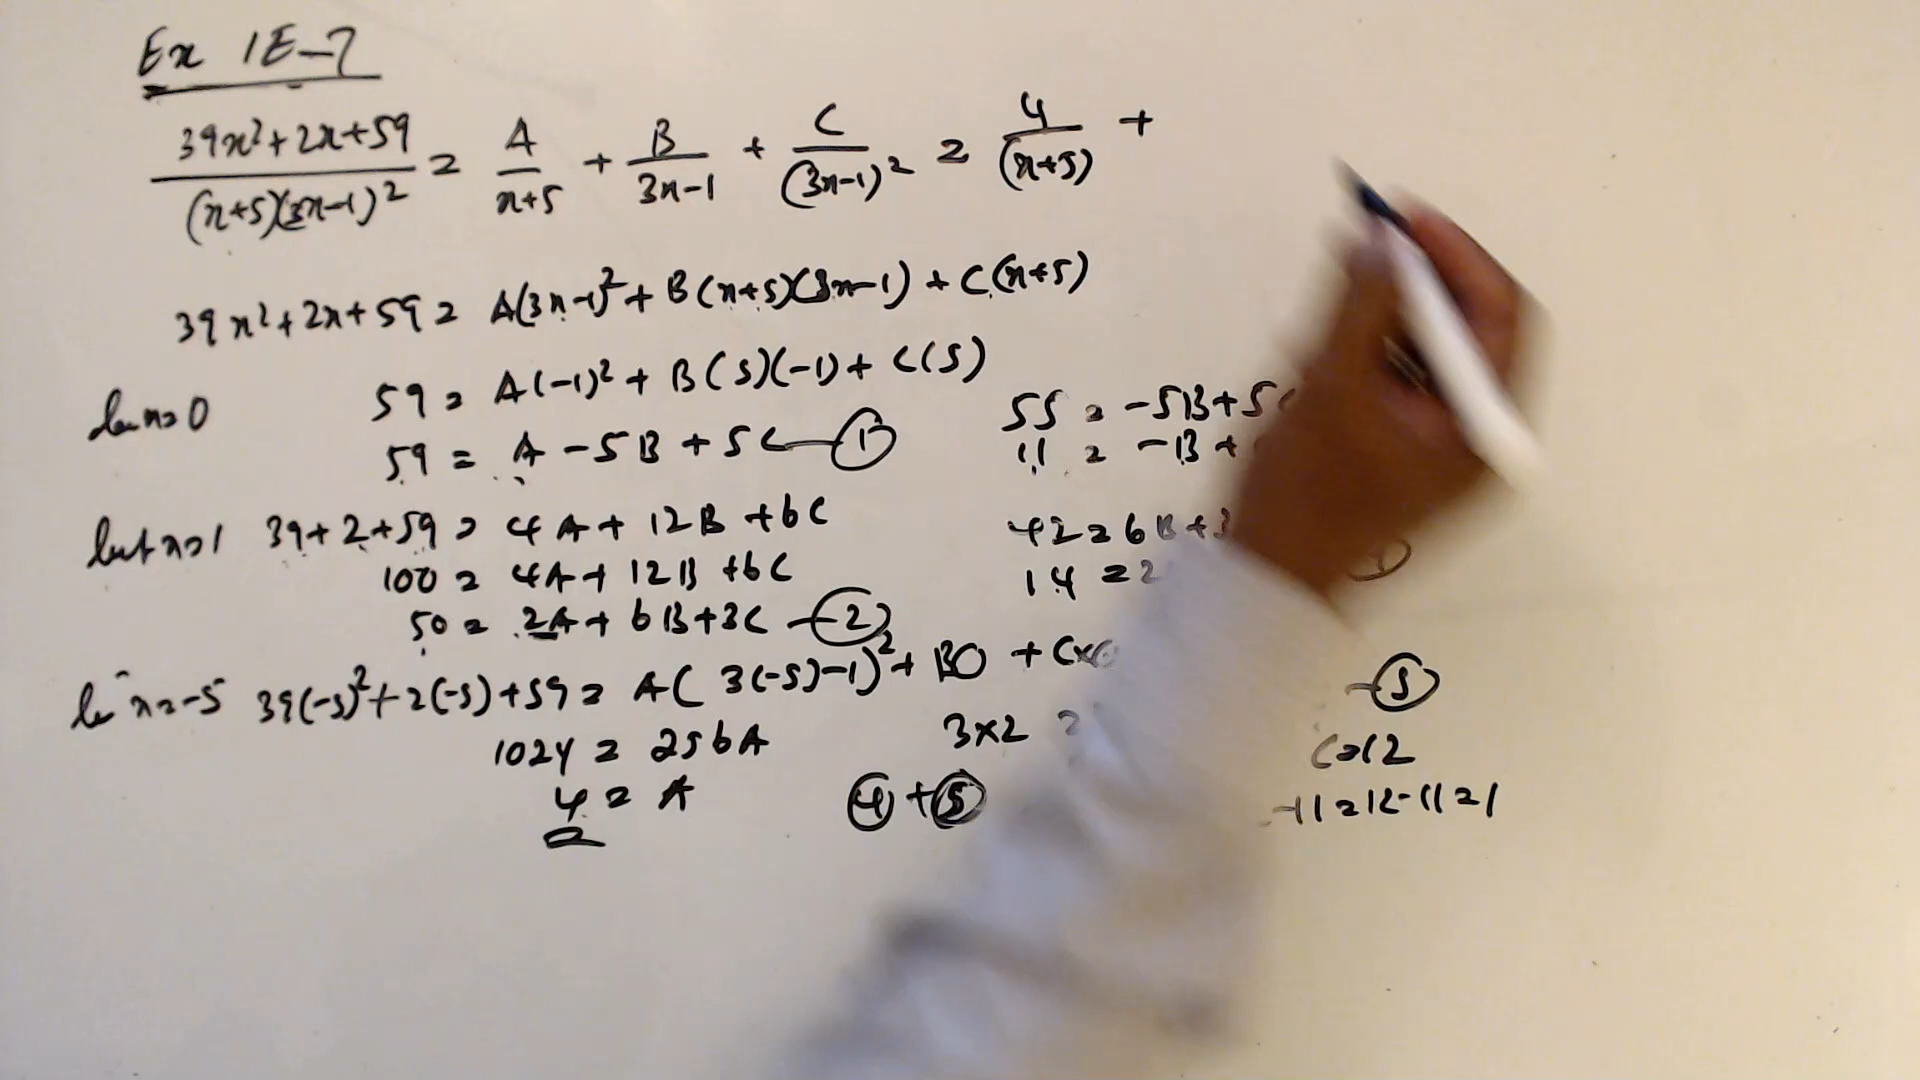 Ex 1E-7
39x²+2x+59 / (x+5)(3x-1)² = A / x+5 + B / 3x-1 + C / (3x-1)² = 4 / (x+5) +
39x²+2x+59 = A(3x-1)² + B(x+5)(3x-1) + C(x+5)
x=0 59 = A(-1)² + B(5)(-1) + C(5)
59 = A - 5B + 5C — ①
let x=1 39+2+59 = 4A + 12B + 6C
100 = 4A + 12B + 6C
50 = 2A + 6B + 3C — ②
x=-5 39(-5)²+2(-5)+59 = A(3(-5)-1)² + B0 +
1024 = 256A
4 = A
55 = -5B + 5
11 = -B +
42 = 6B + 3
14 = 2
— ⑤
3×2
C=12
④ + ⑤
-11 = 12-11 = 1